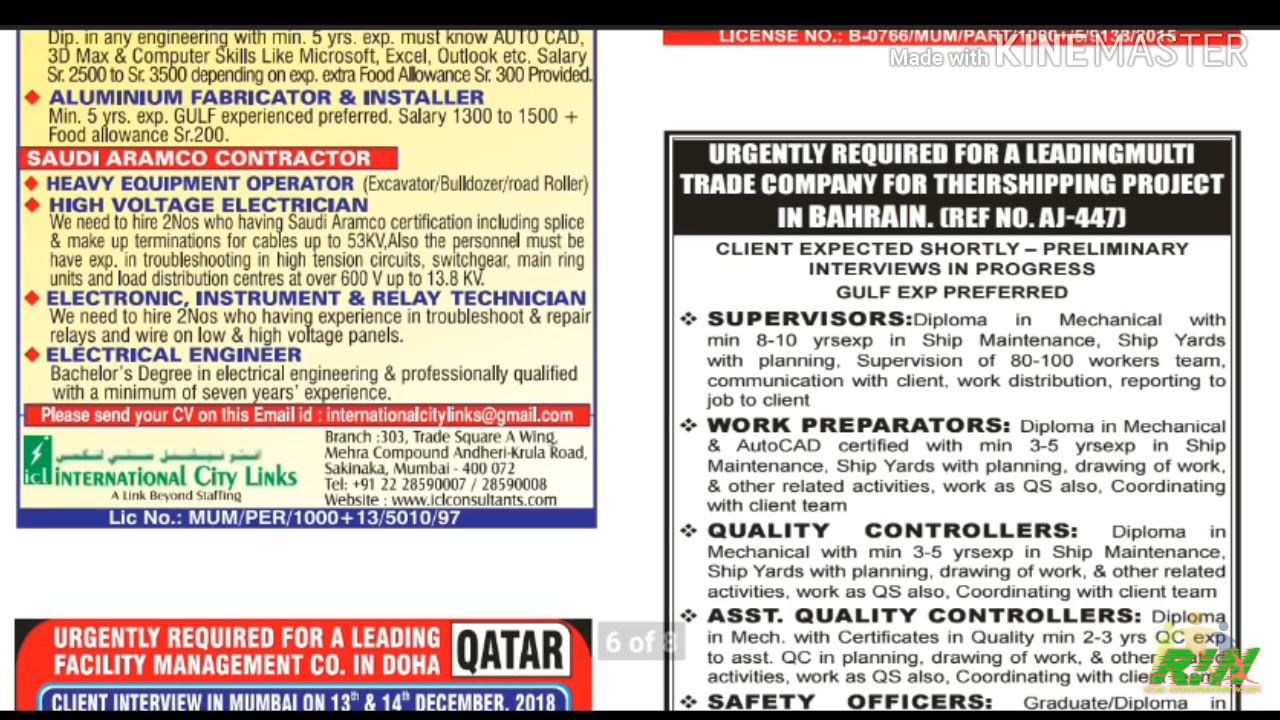 Dip. in any engineering with min. 5 yrs. exp. must know AUTO CAD,
3D Max & Computer Skills Like Microsoft, Excel, Outlook etc. Salary
Sr. 2500 to Sr. 3500 depending on exp. extra Food Allowance Sr. 300 Provided.
ALUMINIUM FABRICATOR & INSTALLER
Min. 5 yrs. exp. GULF experienced preferred. Salary 1300 to 1500 +
Food allowance Sr.200.
SAUDI ARAMCO CONTRACTOR
HEAVY EQUIPMENT OPERATOR (Excavator/Bulldozer/road Roller)
HIGH VOLTAGE ELECTRICIAN
We need to hire 2Nos who having Saudi Aramco certification including splice
& make up terminations for cables up to 53KV,Also the personnel must be
have exp. in troubleshooting in high tension circuits, switchgear, main ring
units and load distribution centres at over 600 V up to 13.8 KV.
ELECTRONIC, INSTRUMENT & RELAY TECHNICIAN
We need to hire 2Nos who having experience in troubleshoot & repair
relays and wire on low & high voltage panels.
ELECTRICAL ENGINEER
Bachelor's Degree in electrical engineering & professionally qualified
with a minimum of seven years' experience.
Please send your CV on this Email id : internationalcitylinks@gmail.com
icl
انترنيشنل سيتي لنكس
INTERNATIONAL CITY LINKS
A Link Beyond Staffing
Branch :303, Trade Square A Wing,
Mehra Compound Andheri-Krula Road,
Sakinaka, Mumbai - 400 072
Tel: +91 22 28590007 / 28590008
Website : www.iclconsultants.com
Lic No.: MUM/PER/1000+13/5010/97
URGENTLY REQUIRED FOR A LEADING
FACILITY MANAGEMENT CO. IN DOHA
QATAR
CLIENT INTERVIEW IN MUMBAI ON 13th & 14th DECEMBER, 2018
6 of 8
LICENSE NO.: B-0766/MUM/PART/1000+/5/9138/2015
Made with KINEMASTER
URGENTLY REQUIRED FOR A LEADINGMULTI
TRADE COMPANY FOR THEIRSHIPPING PROJECT
IN BAHRAIN. (REF NO. AJ-447)
CLIENT EXPECTED SHORTLY – PRELIMINARY
INTERVIEWS IN PROGRESS
GULF EXP PREFERRED
SUPERVISORS:Diploma in Mechanical with
min 8-10 yrsexp in Ship Maintenance, Ship Yards
with planning, Supervision of 80-100 workers team,
communication with client, work distribution, reporting to
job to client
WORK PREPARATORS: Diploma in Mechanical
& AutoCAD certified with min 3-5 yrsexp in Ship
Maintenance, Ship Yards with planning, drawing of work,
& other related activities, work as QS also, Coordinating
with client team
QUALITY CONTROLLERS: Diploma in
Mechanical with min 3-5 yrsexp in Ship Maintenance,
Ship Yards with planning, drawing of work, & other related
activities, work as QS also, Coordinating with client team
ASST. QUALITY CONTROLLERS: Diploma
in Mech. with Certificates in Quality min 2-3 yrs QC exp
to asst. QC in planning, drawing of work, & other
activities, work as QS also, Coordinating with
SAFETY OFFICERS: Graduate/Diploma in